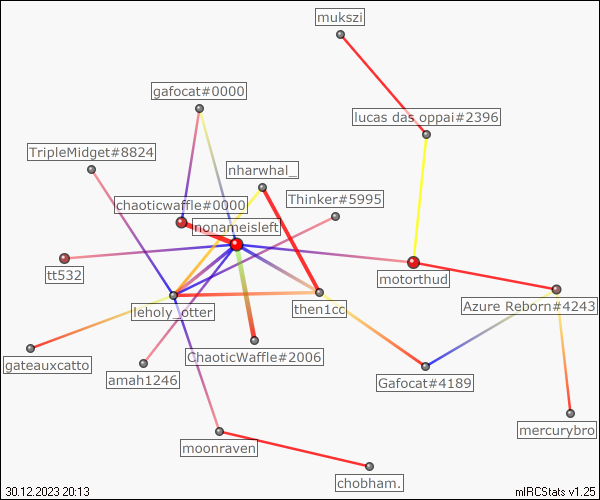 mukszi
gafocat#0000
lucas das oppai#2396
TripleMidget#8824
nharwhal_
Thinker#5995
chaoticwaffle#0000
nonameisleft
tt532
motorthud
leholy_otter
then1cc
Azure Reborn#4243
gateauxcatto
ChaoticWaffle#2006
amah1246
Gafocat#4189
mercurybro
moonraven
chobham.
30.12.2023 20:13
mIRCStats v1.25